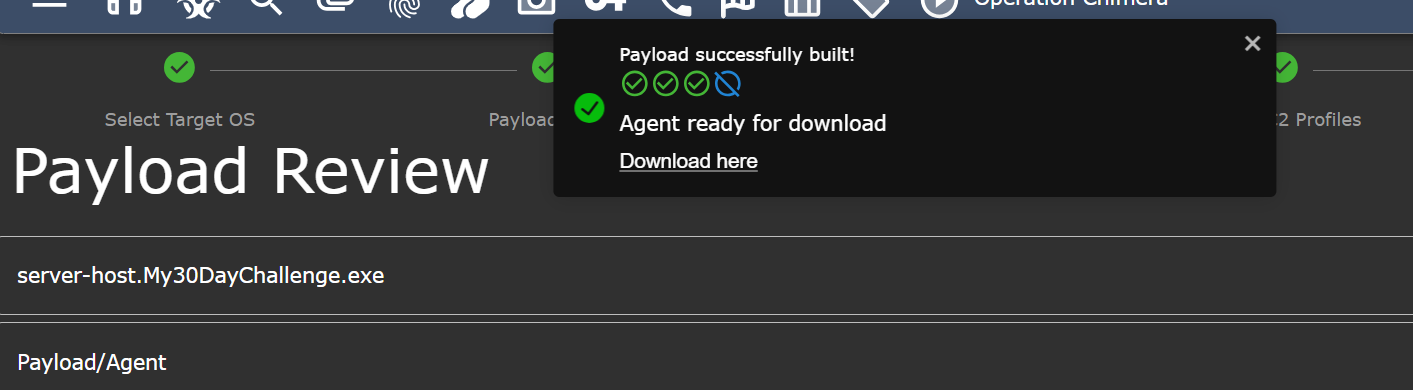 Operation Chimera
Payload successfully built!
Agent ready for download
Download here
Select Target OS
Payload
C2 Profiles
Payload Review
server-host.My30DayChallenge.exe
Payload/Agent